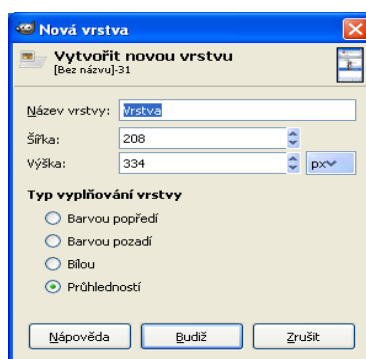 Nová vrstva
Vytvořit novou vrstvu
[Bez názvu]-31
Název vrstvy: Vrstva
Šířka: 208
Výška: 334 px
Typ vyplňování vrstvy
Barvou popředí
Barvou pozadí
Bílou
Průhledností
Nápověda Budiž Zrušit